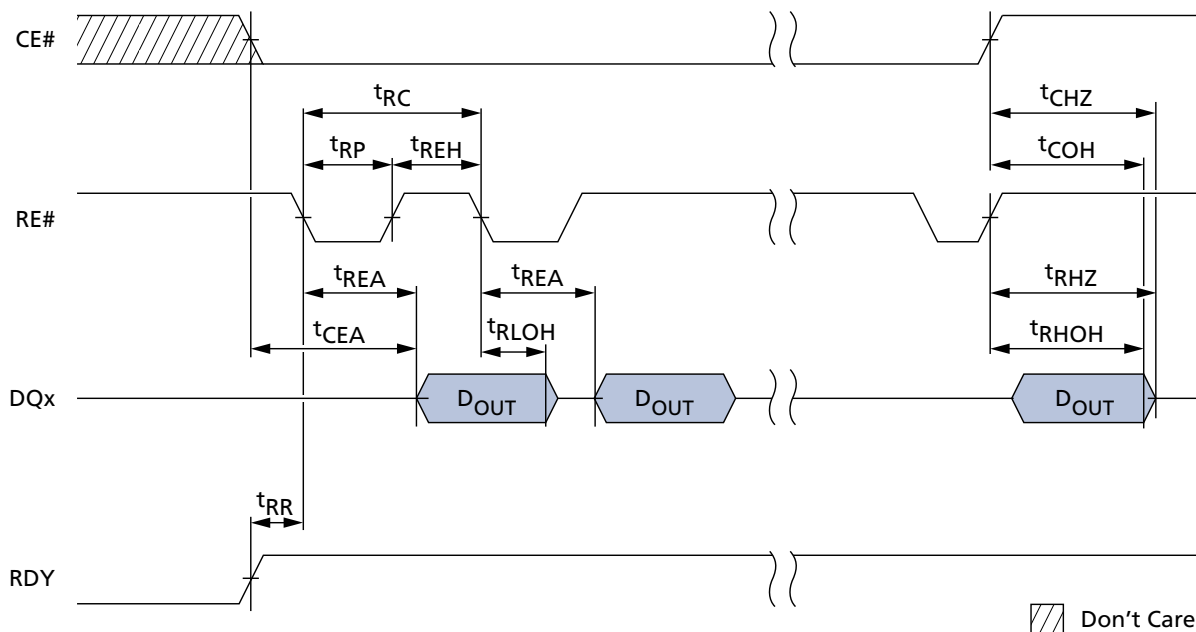 CE#
tRC
tCHZ
tRP
tREH
tCOH
RE#
tREA
tREA
tRHZ
tCEA
tRLOH
tRHOH
DQx
DOUT
DOUT
DOUT
tRR
RDY
Don't Care